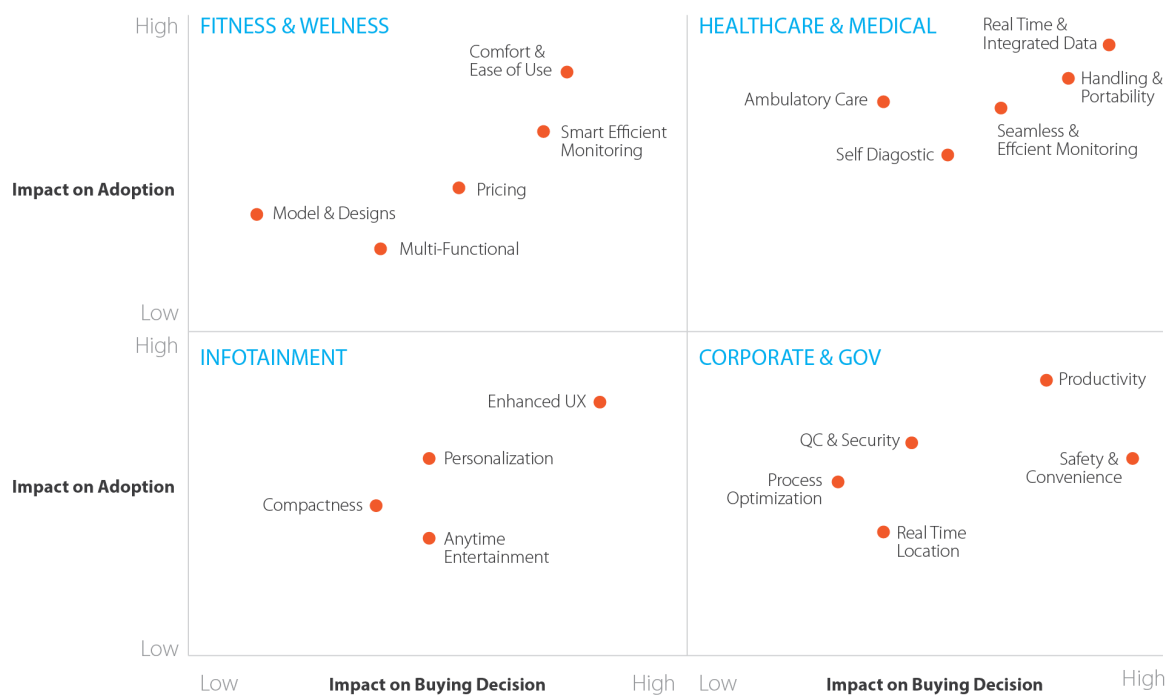 High
FITNESS & WELNESS
Comfort &
Ease of Use
Smart Efficient
Monitoring
Impact on Adoption
Pricing
Model & Designs
Multi-Functional
Low
HEALTHCARE & MEDICAL
Real Time &
Integrated Data
Handling &
Portability
Ambulatory Care
Seamless &
Effcient Monitoring
Self Diagostic
High
INFOTAINMENT
Enhanced UX
Personalization
Impact on Adoption
Compactness
Anytime
Entertainment
Low
CORPORATE & GOV
Productivity
QC & Security
Safety &
Convenience
Process
Optimization
Real Time
Location
Low
Impact on Buying Decision
High
Low
Impact on Buying Decision
High